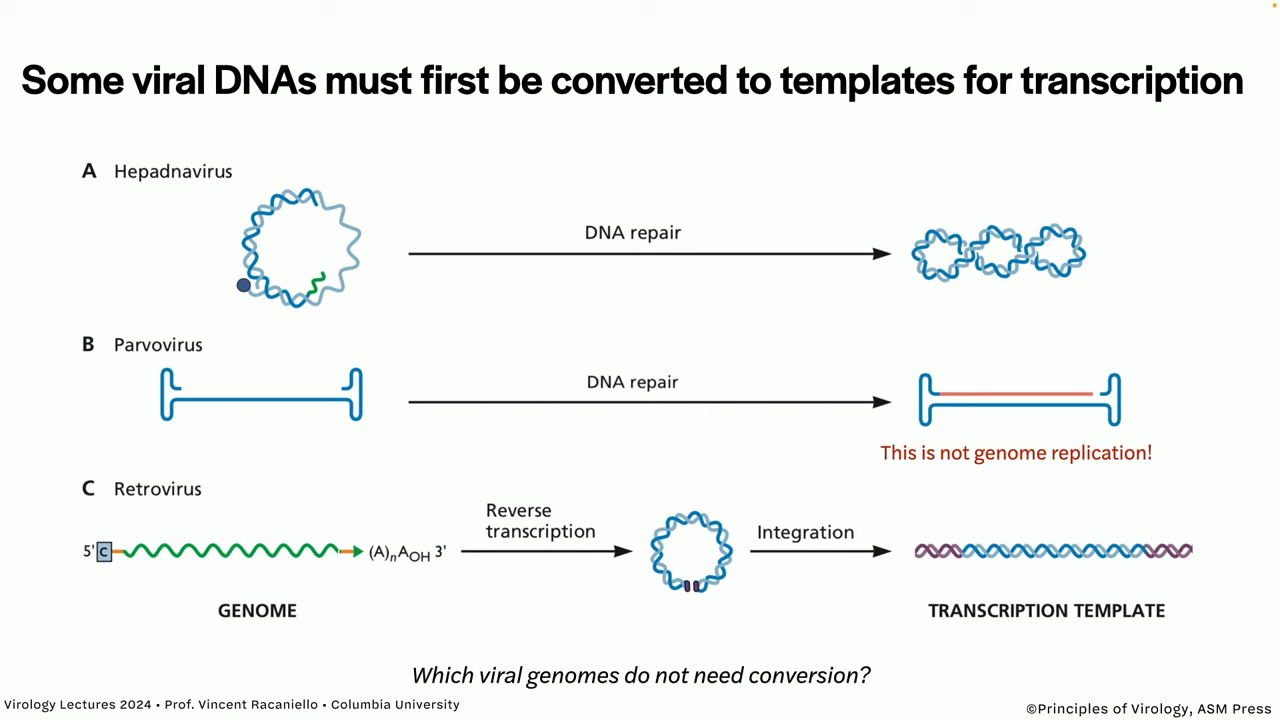 Some viral DNAs must first be converted to templates for transcription
A Hepadnavirus
DNA repair
B Parvovirus
DNA repair
This is not genome replication!
C Retrovirus
Reverse
transcription
Integration
5' C (A)nAOH 3'
GENOME
TRANSCRIPTION TEMPLATE
Which viral genomes do not need conversion?
Virology Lectures 2024 • Prof. Vincent Racaniello • Columbia University
©Principles of Virology, ASM Press